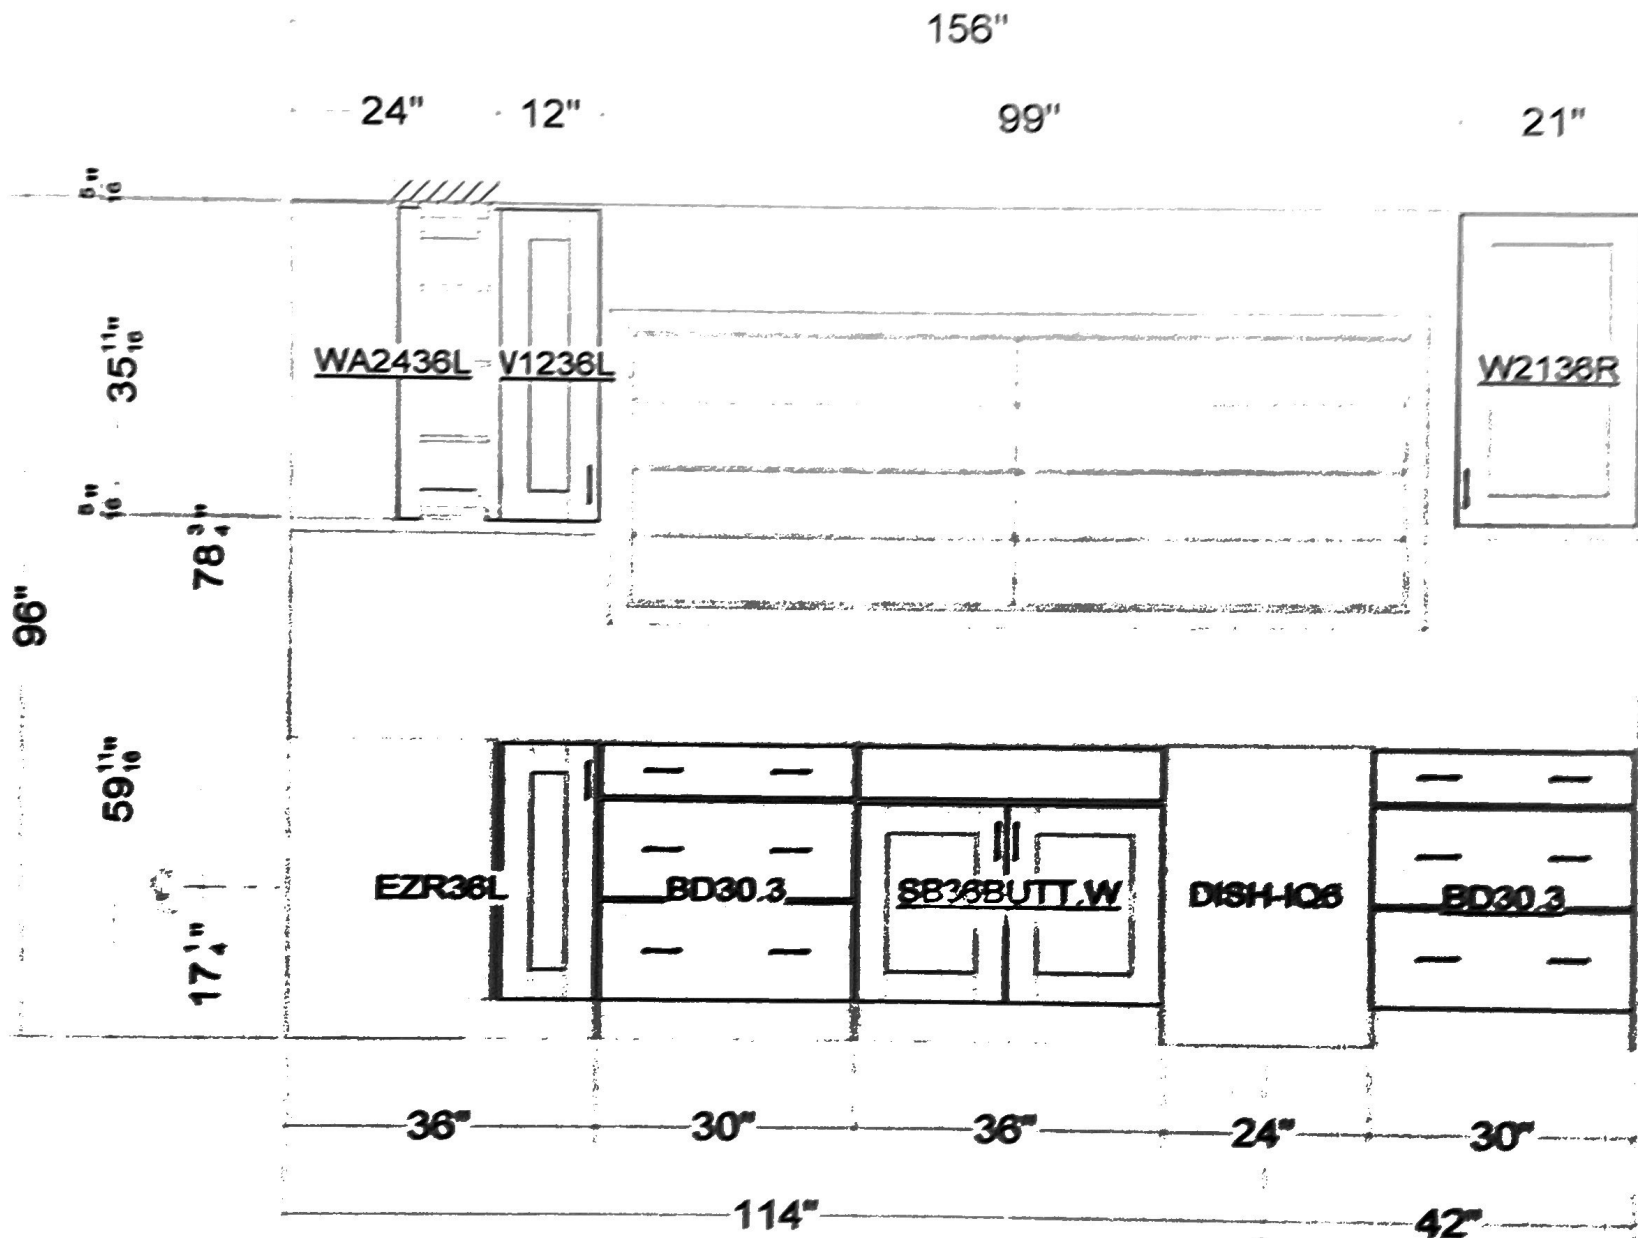 156"
24" 12" 99" 21"
5/16"
35 11/16"
WA2436L V1236L W2136R
5/16"
78 3/4"
96"
59 11/16"
EZR36L BD30.3 SB36BUTT.W DISH-IQ6 BD30.3
17 1/4"
36" 30" 36" 24" 30"
114" 42"